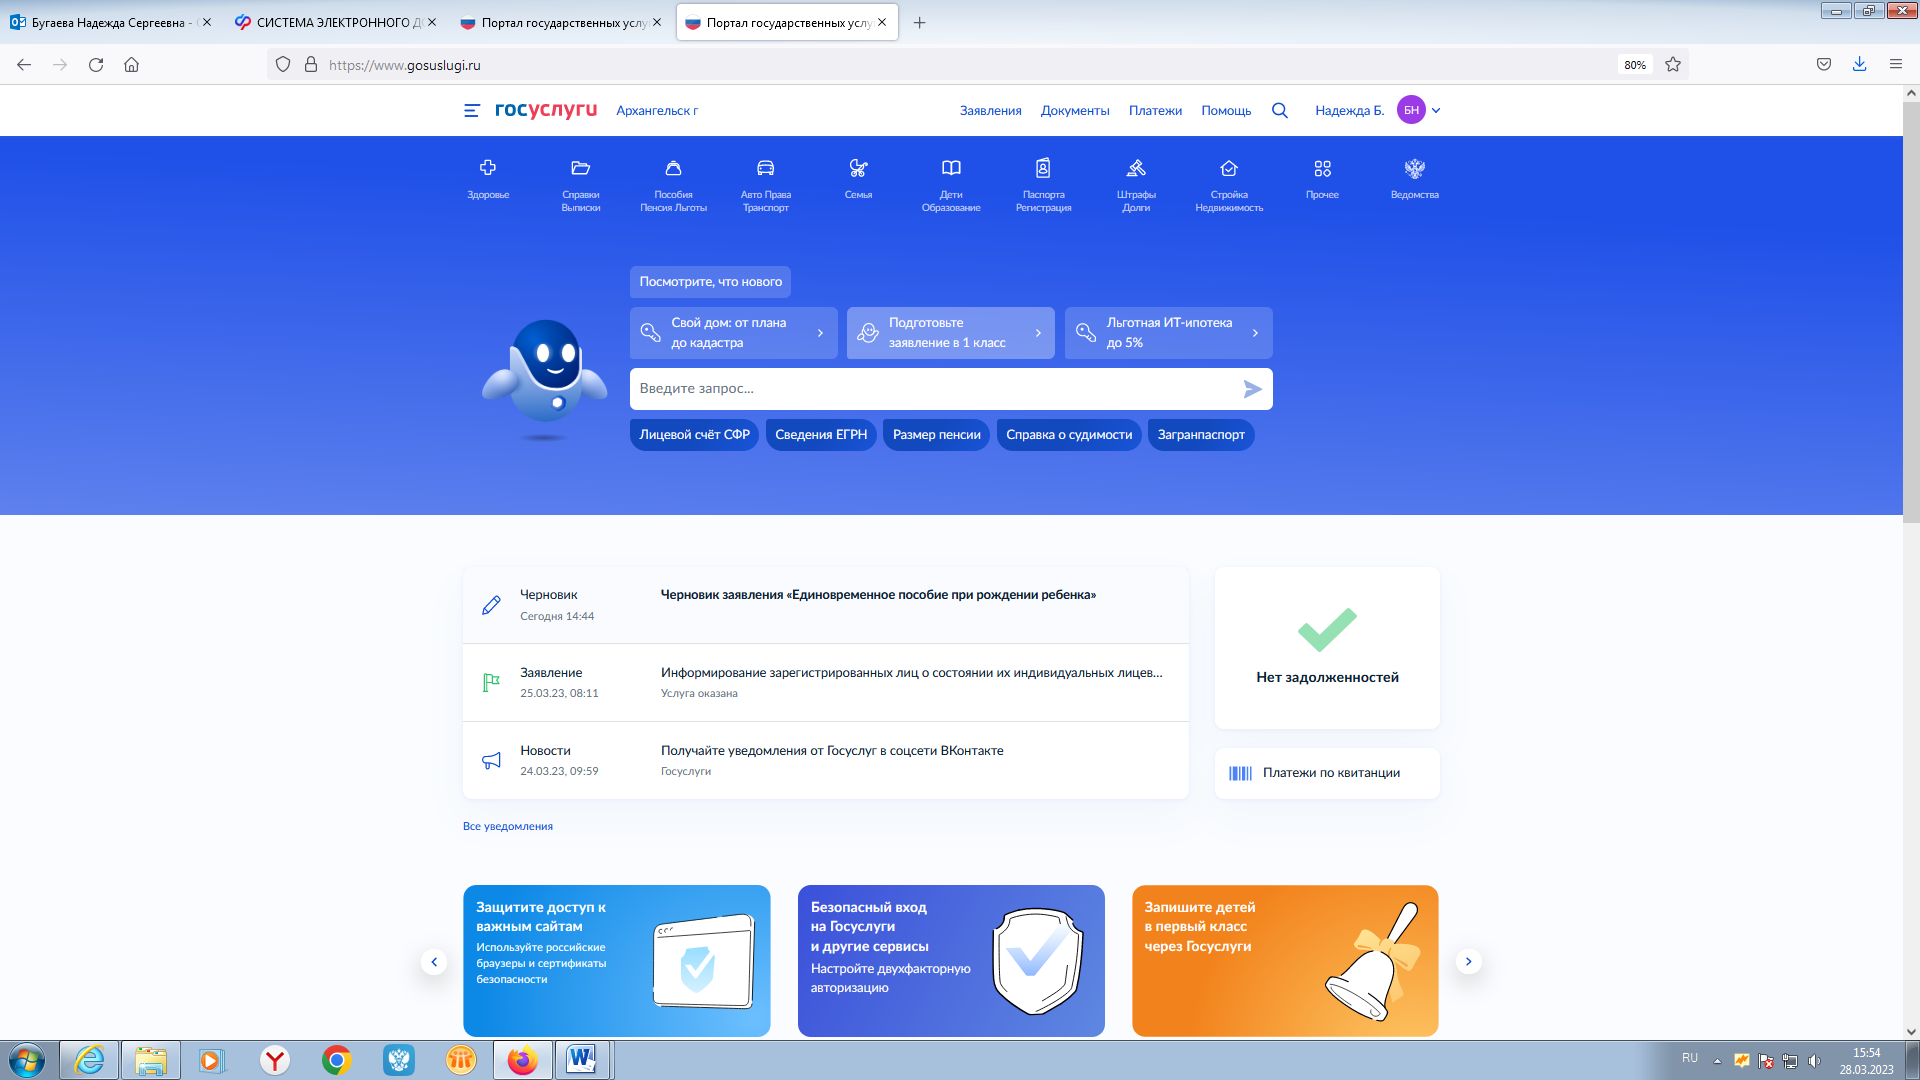 Бугаева Надежда Сергеевна -
СИСТЕМА ЭЛЕКТРОННОГО
Портал государственных услу
Портал государственных услу
https://www.gosuslugi.ru
80%
госуслуги
Архангельск г
Заявления
Документы
Платежи
Помощь
Надежда Б.
БН
Здоровье
Справки
Выписки
Пособия
Пенсия Льготы
Авто Права
Транспорт
Семья
Дети
Образование
Паспорта
Регистрация
Штрафы
Долги
Стройка
Недвижимость
Прочее
Ведомства
Посмотрите, что нового
Свой дом: от плана
до кадастра
Подготовьте
заявление в 1 класс
Льготная ИТ-ипотека
до 5%
Введите запрос...
Лицевой счёт СФР
Сведения ЕГРН
Размер пенсии
Справка о судимости
Загранпаспорт
Черновик
Сегодня 14:44
Черновик заявления «Единовременное пособие при рождении ребенка»
Заявление
25.03.23, 08:11
Информирование зарегистрированных лиц о состоянии их индивидуальных лицев...
Услуга оказана
Новости
24.03.23, 09:59
Получайте уведомления от Госуслуг в соцсети ВКонтакте
Госуслуги
Нет задолженностей
Платежи по квитанции
Все уведомления
Защитите доступ к
важным сайтам
Используйте российские
браузеры и сертификаты
безопасности
Безопасный вход
на Госуслуги
и другие сервисы
Настройте двухфакторную
авторизацию
Запишите детей
в первый класс
через Госуслуги
RU
15:54
28.03.2023